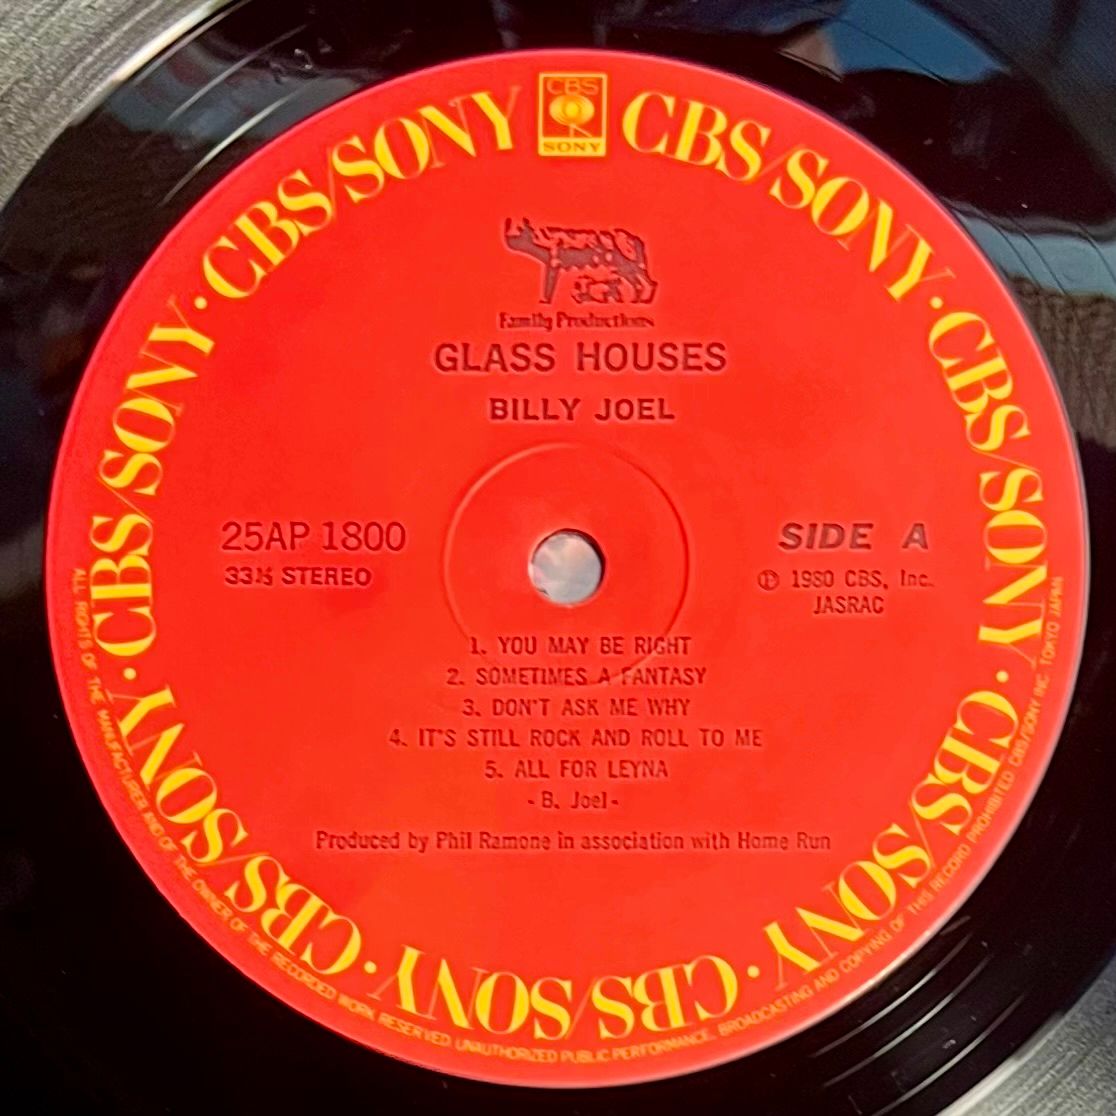 CBS
SONY
CBS/SONY · CBS/SONY · CBS/SONY · CBS/SONY · CBS/SONY · CBS/SONY · CBS/SONY · CBS/SONY
Family Productions
GLASS HOUSES
BILLY JOEL
25AP 1800
33⅓ STEREO
SIDE A
Ⓟ 1980 CBS, Inc.
JASRAC
1. YOU MAY BE RIGHT
2. SOMETIMES A FANTASY
3. DON'T ASK ME WHY
4. IT'S STILL ROCK AND ROLL TO ME
5. ALL FOR LEYNA
- B. Joel -
Produced by Phil Ramone in association with Home Run
ALL RIGHTS OF THE MANUFACTURER AND OF THE OWNER OF THE RECORDED WORK RESERVED. UNAUTHORIZED PUBLIC PERFORMANCE, BROADCASTING AND COPYING OF THIS RECORD PROHIBITED CBS/SONY INC. TOKYO JAPAN